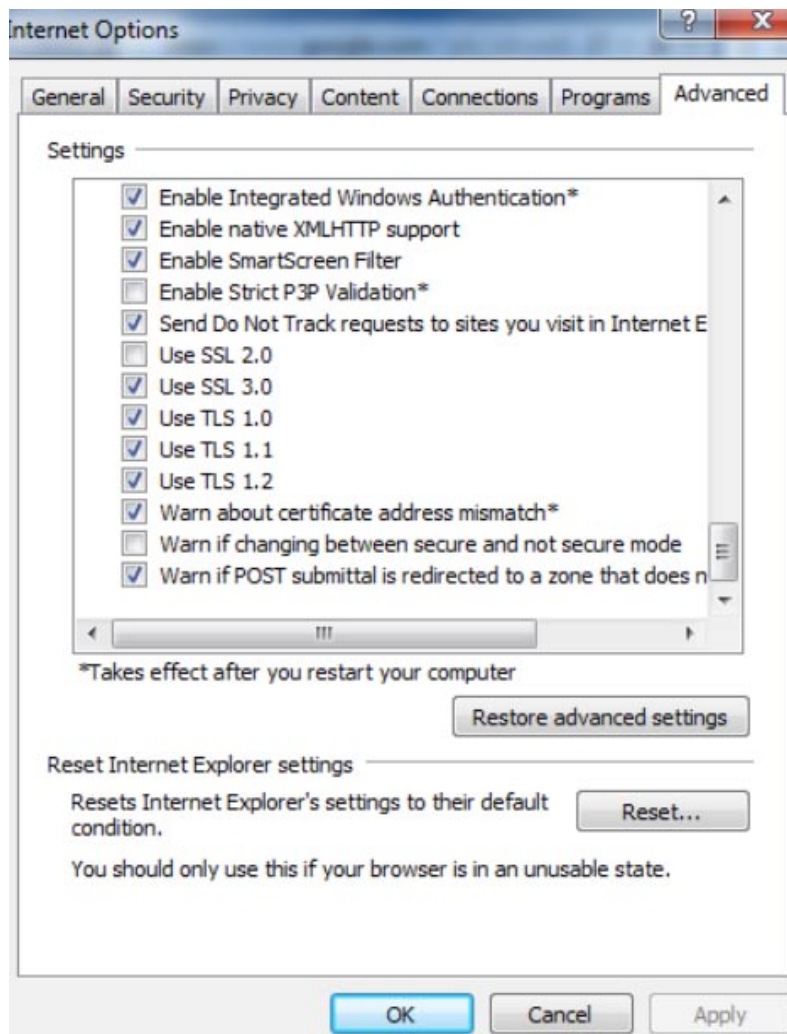 Internet Options
?
X
General Security Privacy Content Connections Programs Advanced
Settings
Enable Integrated Windows Authentication*
Enable native XMLHTTP support
Enable SmartScreen Filter
Enable Strict P3P Validation*
Send Do Not Track requests to sites you visit in Internet E
Use SSL 2.0
Use SSL 3.0
Use TLS 1.0
Use TLS 1.1
Use TLS 1.2
Warn about certificate address mismatch*
Warn if changing between secure and not secure mode
Warn if POST submittal is redirected to a zone that does n
*Takes effect after you restart your computer
Restore advanced settings
Reset Internet Explorer settings
Resets Internet Explorer's settings to their default
condition.
Reset...
You should only use this if your browser is in an unusable state.
OK Cancel Apply